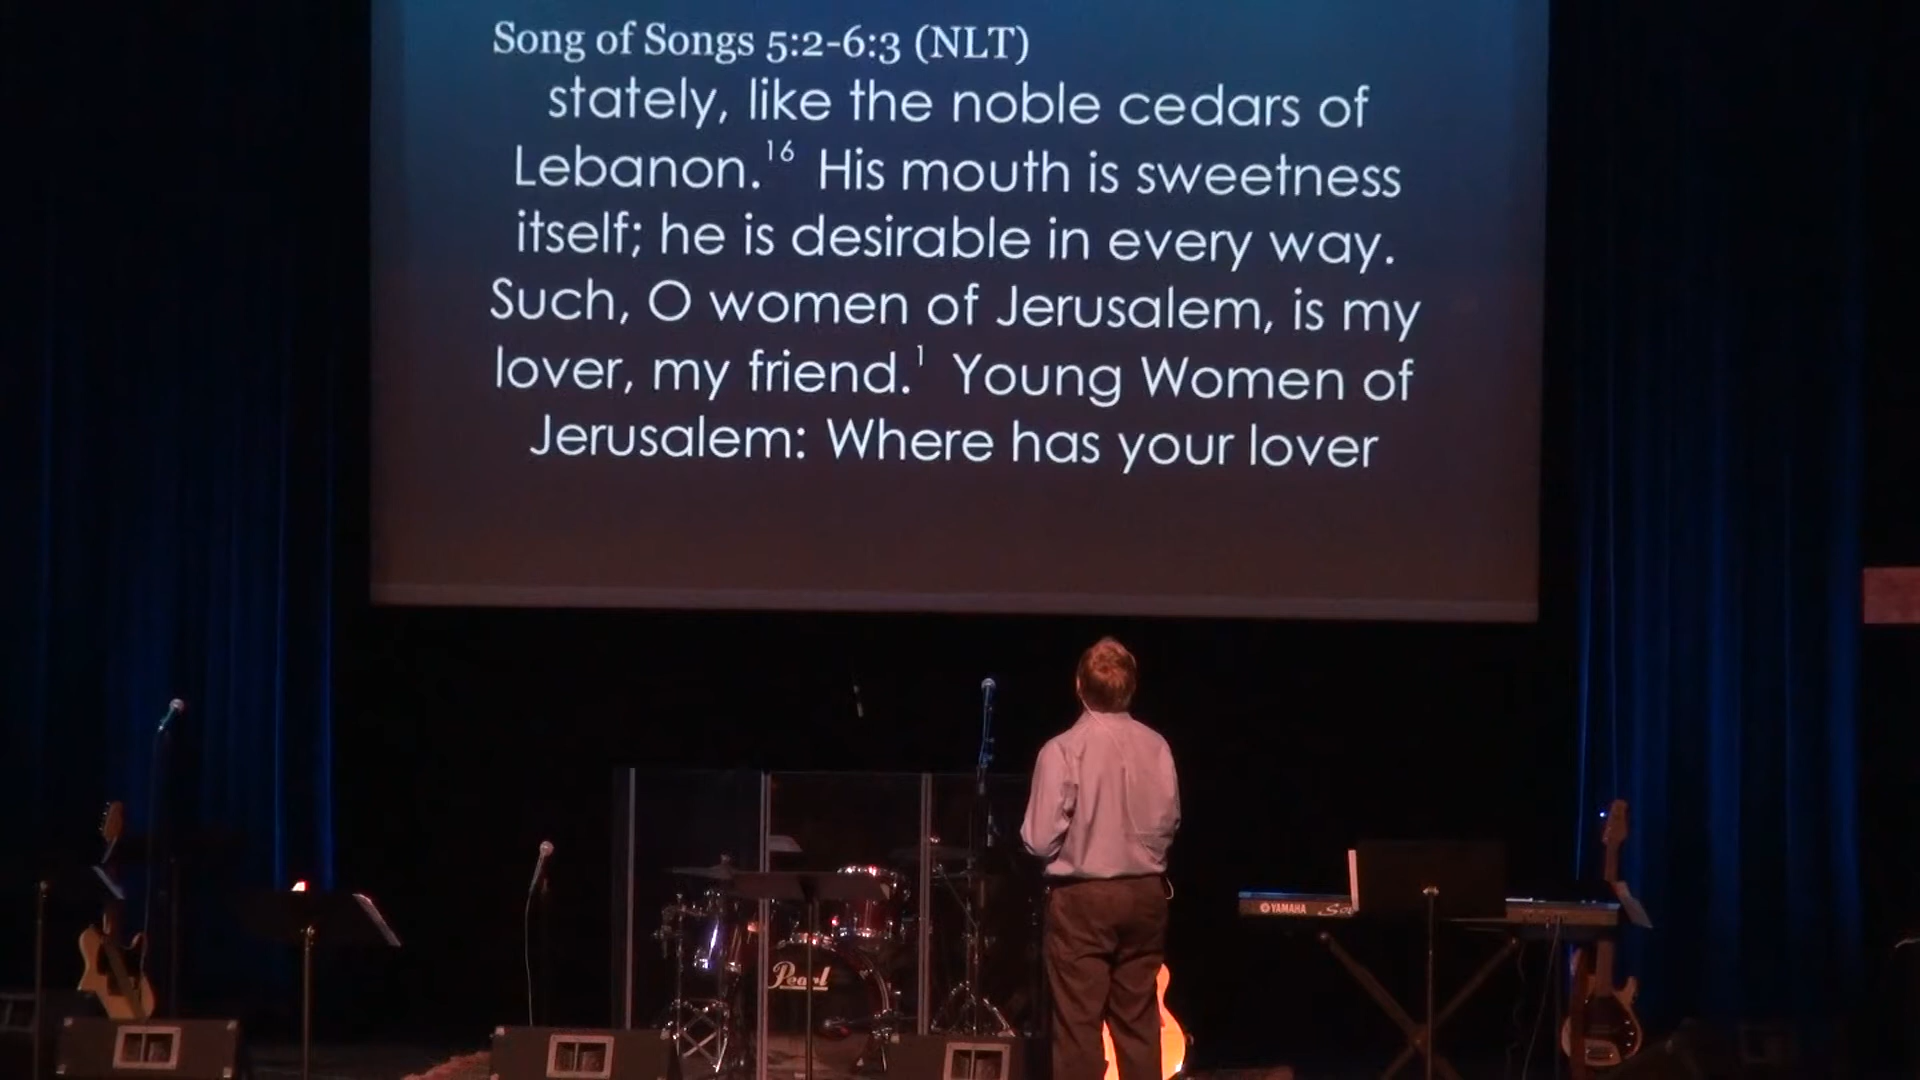 Song of Songs 5:2-6:3 (NLT)
stately, like the noble cedars of
Lebanon.16 His mouth is sweetness
itself; he is desirable in every way.
Such, O women of Jerusalem, is my
lover, my friend.1 Young Women of
Jerusalem: Where has your lover
Pearl
YAMAHA